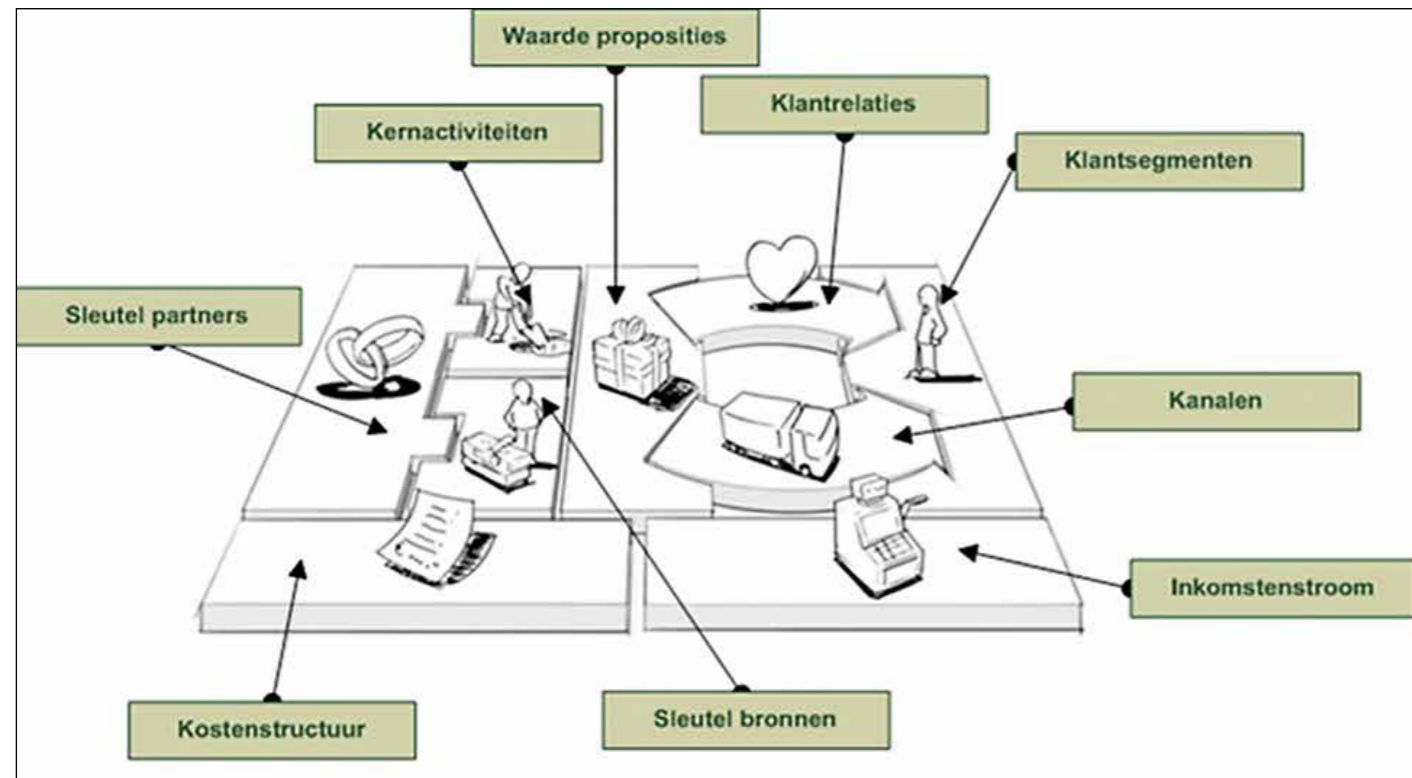 Waarde proposities
Klantrelaties
Kernactiviteiten
Klantsegmenten
Sleutel partners
Kanalen
Inkomstenstroom
Sleutel bronnen
Kostenstructuur